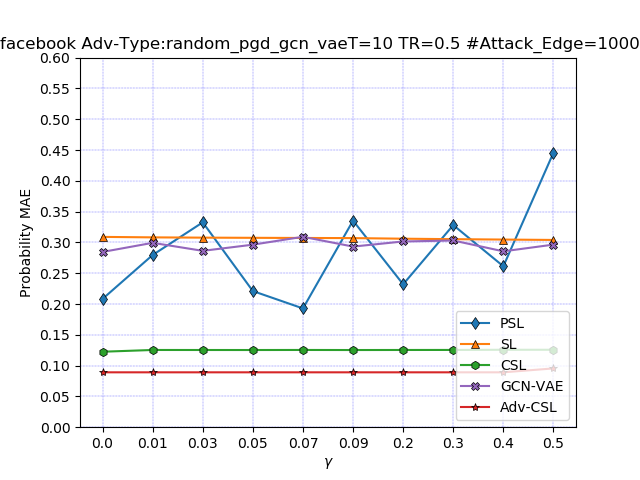 facebook Adv-Type:random_pgd_gcn_vaeT=10 TR=0.5 #Attack_Edge=1000
0.60
0.55
0.50
0.45
0.40
0.35
0.30
0.25
0.20
0.15
0.10
0.05
0.00
Probability MAE
PSL
SL
CSL
GCN-VAE
Adv-CSL
0.0 0.01 0.03 0.05 0.07 0.09 0.2 0.3 0.4 0.5
γ